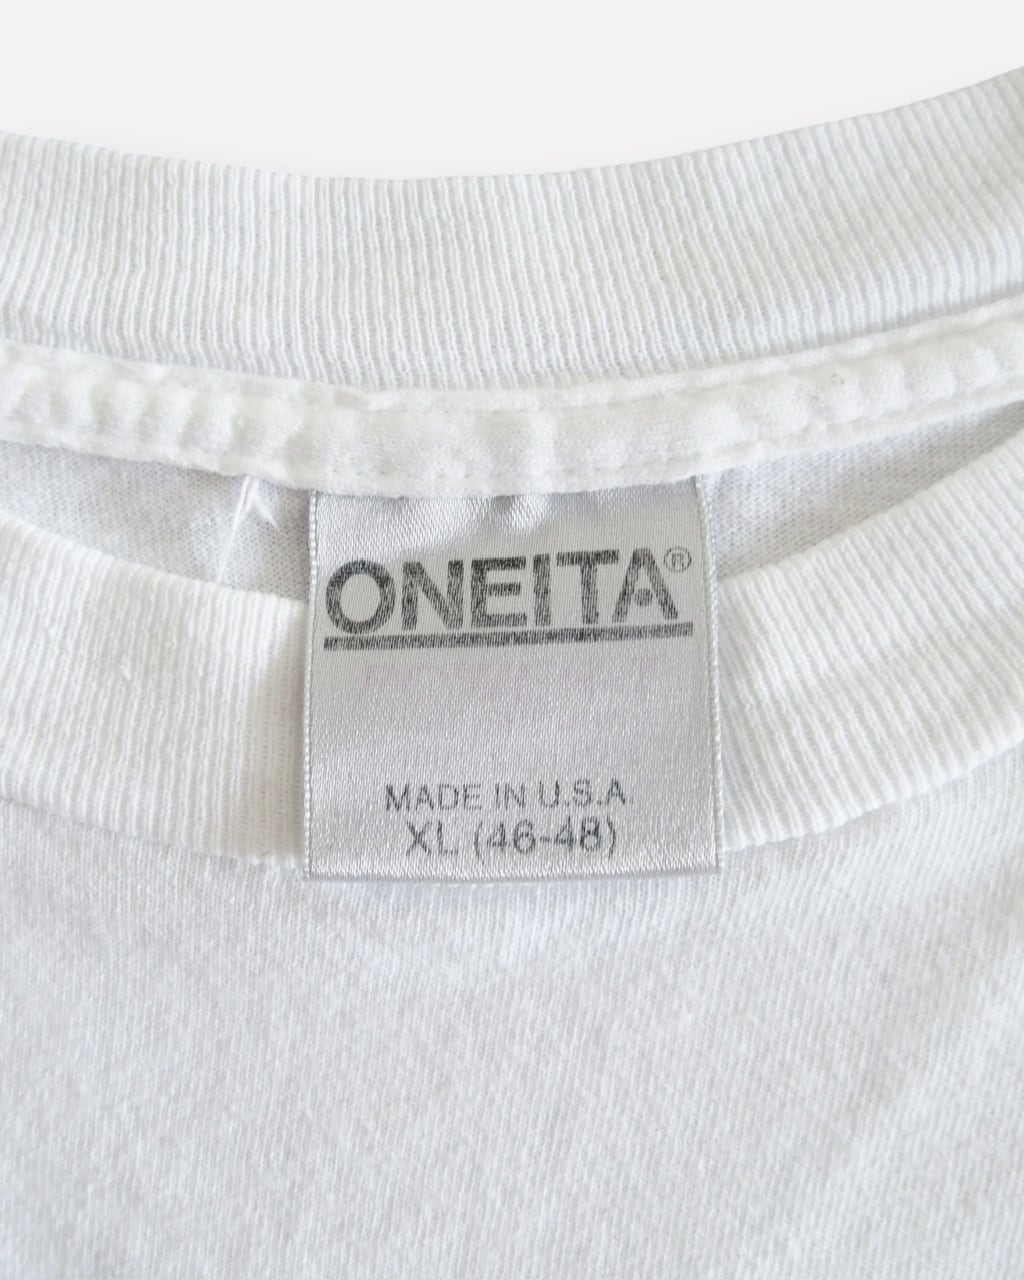 ONEITA®
MADE IN U.S.A.
XL (46-48)